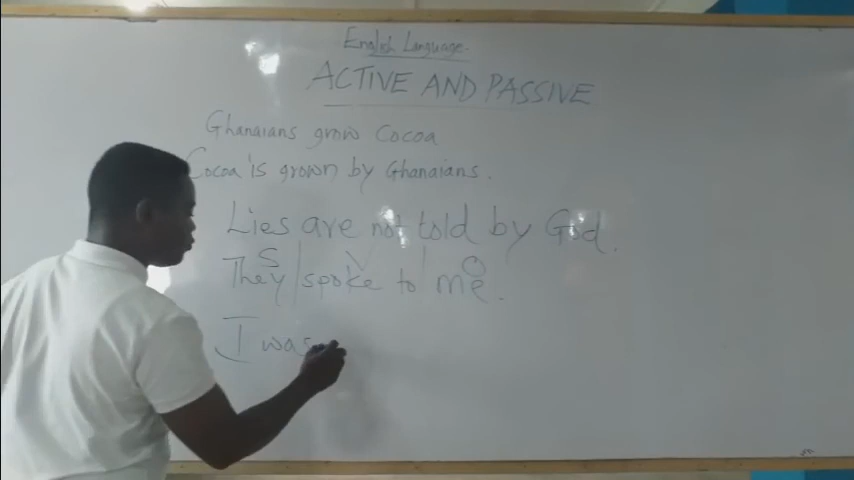 English Language.
ACTIVE AND PASSIVE
Ghanaians grow Cocoa
Cocoa is grown by Ghanaians.
Lies are not told by God.
S V O
They | spoke to | me.
I was